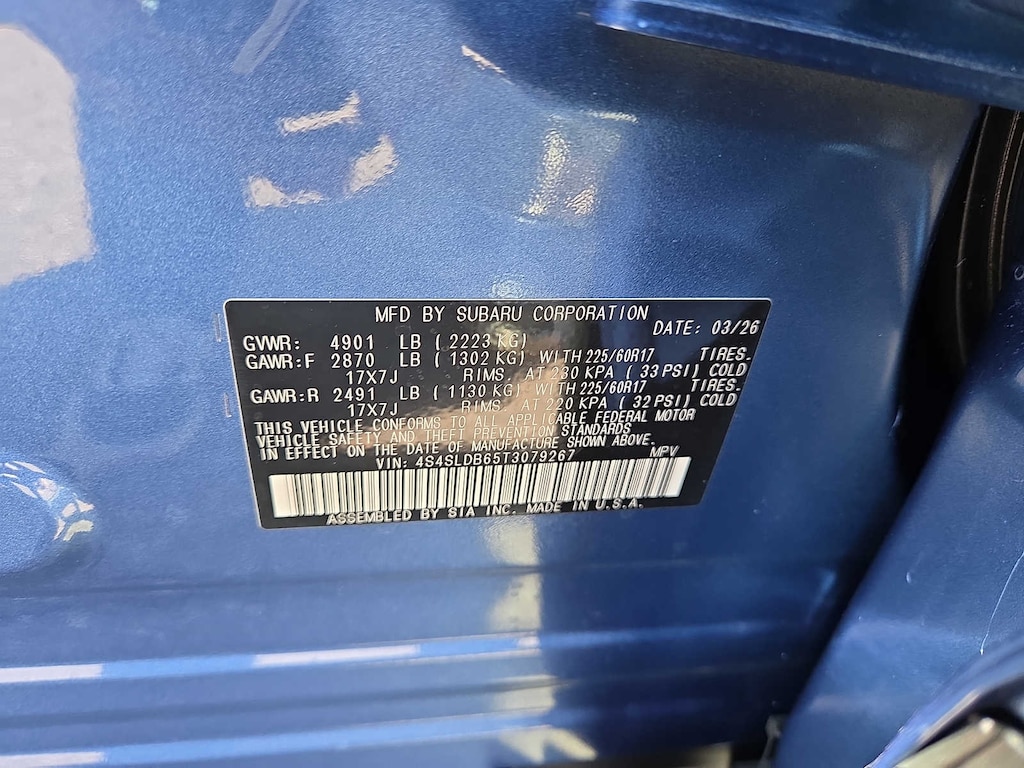 MFD BY SUBARU CORPORATION
DATE: 03/26
GVWR: 4901 LB (2223 KG)
GAWR:F 2870 LB (1302 KG) WITH 225/60R17 TIRES.
17X7J RIMS. AT 230 KPA (33 PSI) COLD
GAWR:R 2491 LB (1130 KG) WITH 225/60R17 TIRES.
17X7J RIMS. AT 220 KPA (32 PSI) COLD
THIS VEHICLE CONFORMS TO ALL APPLICABLE FEDERAL MOTOR
VEHICLE SAFETY AND THEFT PREVENTION STANDARDS
IN EFFECT ON THE DATE OF MANUFACTURE SHOWN ABOVE.
VIN: 4S4SLDB65T3079267 MPV
ASSEMBLED BY SIA INC. MADE IN U.S.A.